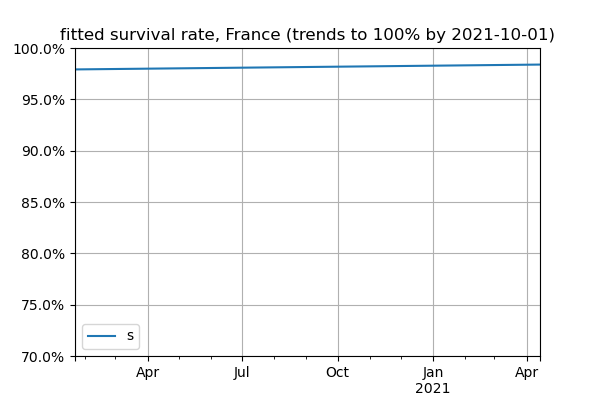 fitted survival rate, France (trends to 100% by 2021-10-01)
100.0%
95.0%
90.0%
85.0%
80.0%
75.0%
70.0%
s
Apr Jul Oct Jan Apr
2021